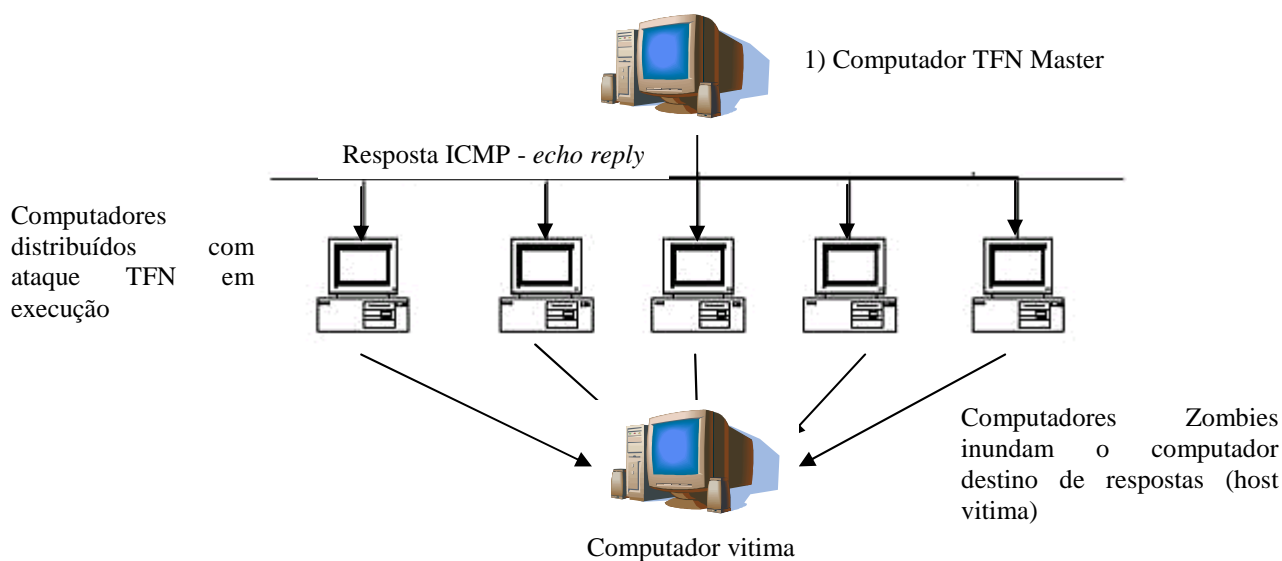 1) Computador TFN Master
Resposta ICMP - echo reply
Computadores
distribuídos com
ataque TFN em
execução
Computadores Zombies
inundam o computador
destino de respostas (host
vitima)
Computador vitima